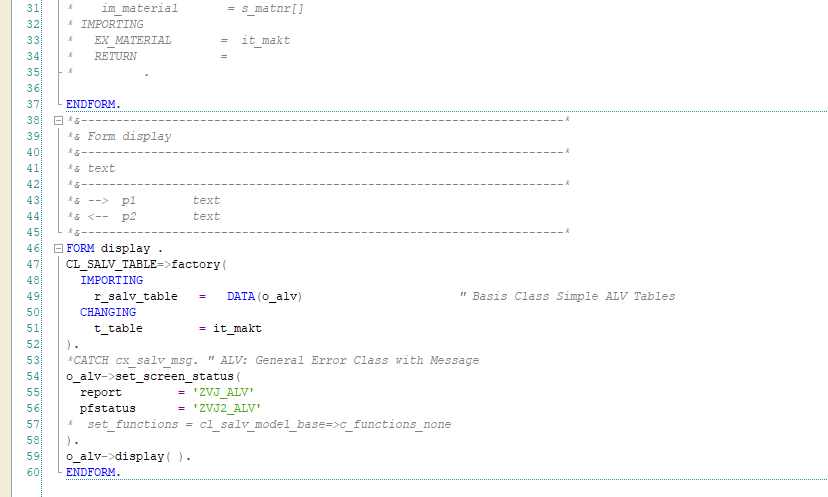 31 *    im_material       = s_matnr[]
32 * IMPORTING
33 *   EX_MATERIAL       =  it_makt
34 *   RETURN            =
35 *          .
36
37 ENDFORM.
38 *&---------------------------------------------------------------------*
39 *& Form display
40 *&---------------------------------------------------------------------*
41 *& text
42 *&---------------------------------------------------------------------*
43 *& -->  p1        text
44 *& <--  p2        text
45 *&---------------------------------------------------------------------*
46 FORM display .
47 CL_SALV_TABLE=>factory(
48   IMPORTING
49     r_salv_table   =   DATA(o_alv)                       " Basis Class Simple ALV Tables
50   CHANGING
51     t_table        = it_makt
52 ).
53 *CATCH cx_salv_msg. " ALV: General Error Class with Message
54 o_alv->set_screen_status(
55   report        = 'ZVJ_ALV'
56   pfstatus      = 'ZVJ2_ALV'
57 *  set_functions = cl_salv_model_base=>c_functions_none
58 ).
59 o_alv->display( ).
60 ENDFORM.